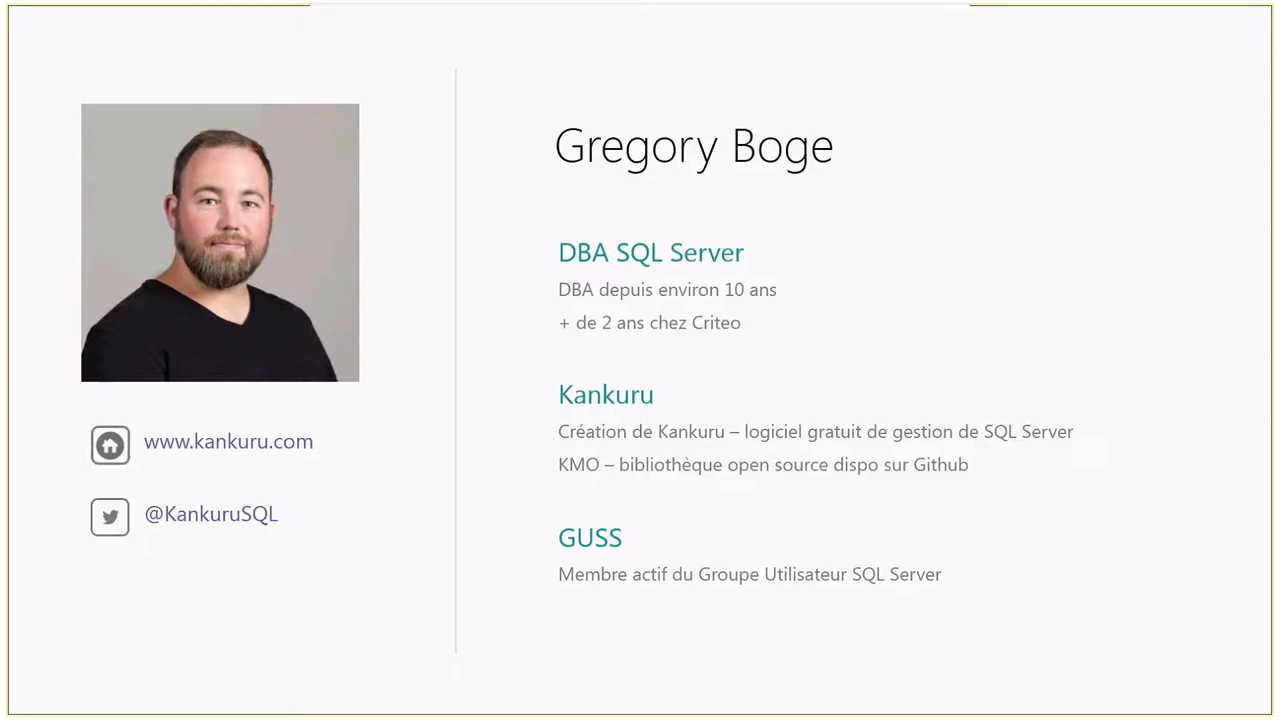 Gregory Boge
DBA SQL Server
DBA depuis environ 10 ans
+ de 2 ans chez Criteo
Kankuru
Création de Kankuru – logiciel gratuit de gestion de SQL Server
KMO – bibliothèque open source dispo sur Github
GUSS
Membre actif du Groupe Utilisateur SQL Server
www.kankuru.com
@KankuruSQL